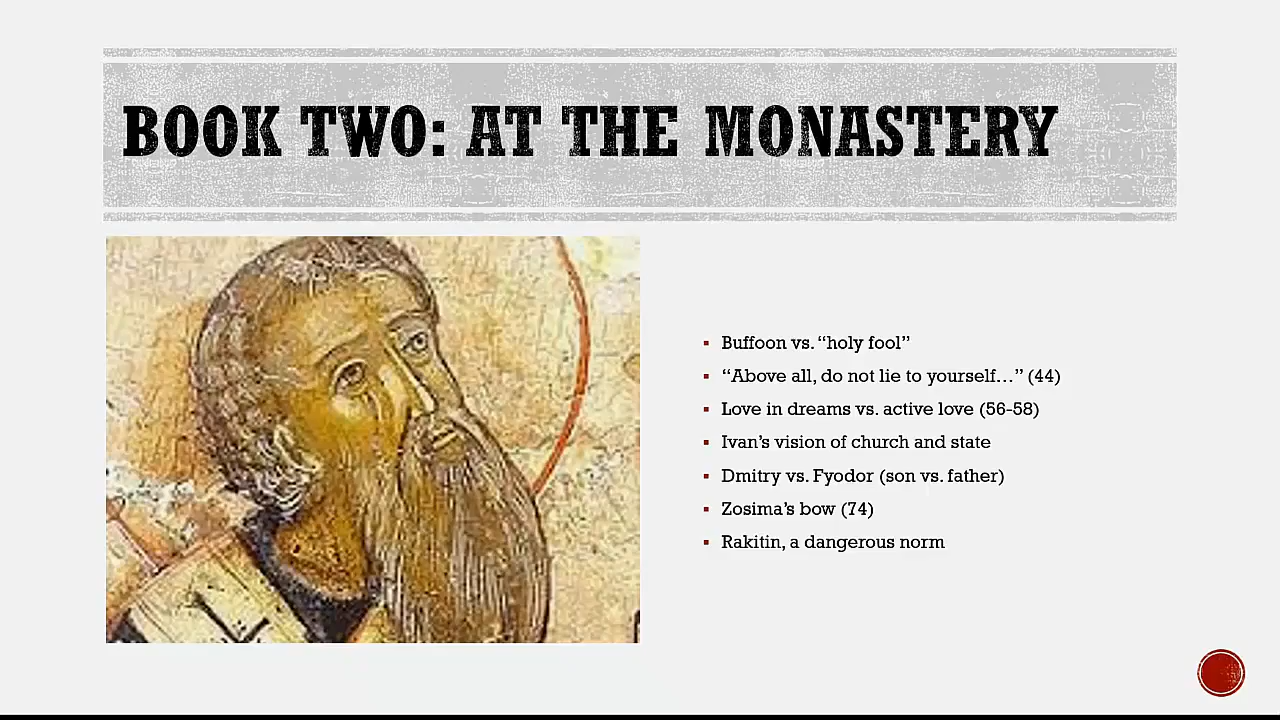 BOOK TWO: AT THE MONASTERY
▪ Buffoon vs. “holy fool”
▪ “Above all, do not lie to yourself…” (44)
▪ Love in dreams vs. active love (56-58)
▪ Ivan’s vision of church and state
▪ Dmitry vs. Fyodor (son vs. father)
▪ Zosima’s bow (74)
▪ Rakitin, a dangerous norm